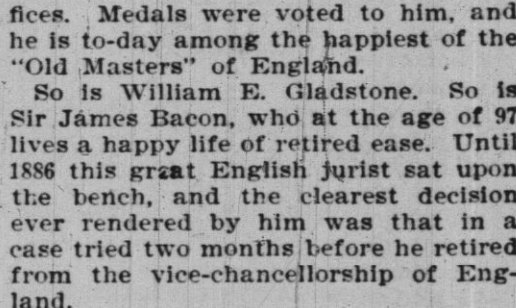 fices. Medals were voted to him, and
he is to-day among the happiest of the
"Old Masters" of England.
So is William E. Gladstone. So is
Sir James Bacon, who at the age of 97
lives a happy life of retired ease. Until
1886 this great English jurist sat upon
the bench, and the clearest decision
ever rendered by him was that in a
case tried two months before he retired
from the vice-chancellorship of Eng-
land.